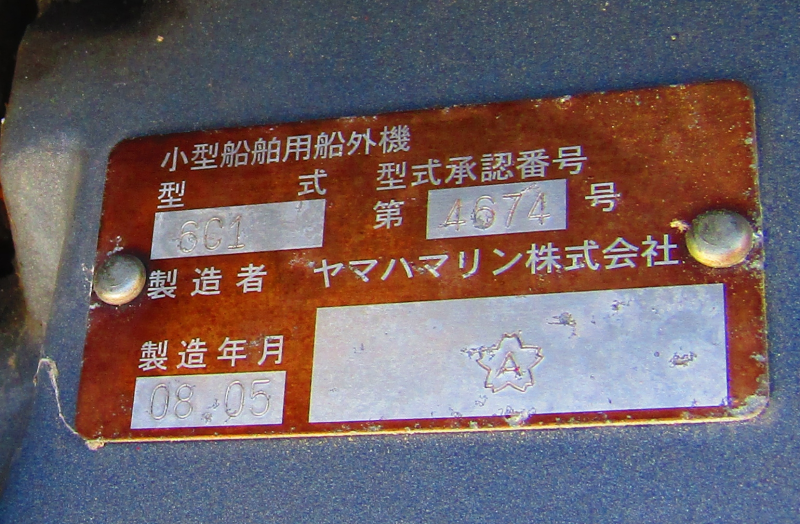 小型船舶用船外機
型式 型式承認番号
6C1 第 4674 号
製造者 ヤマハマリン株式会社
製造年月
08.05
A